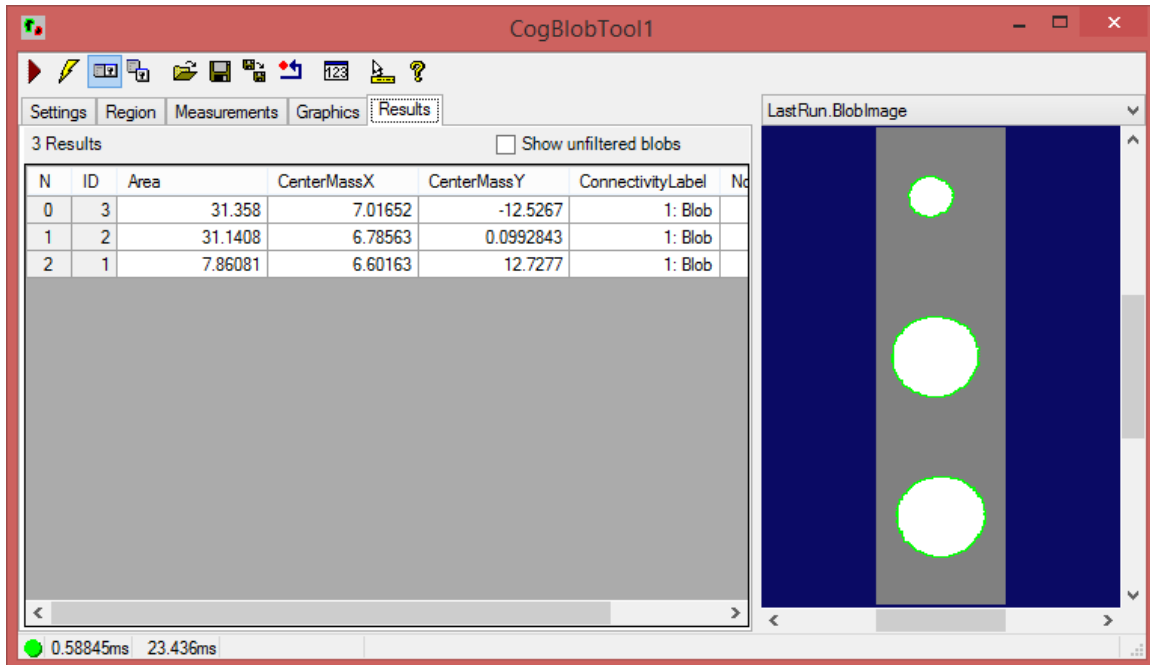 CogBlobTool1
123
Settings Region Measurements Graphics Results
LastRun.BlobImage
3 Results Show unfiltered blobs
N ID Area CenterMassX CenterMassY ConnectivityLabel
0 3 31.358 7.01652 -12.5267 1: Blob
1 2 31.1408 6.78563 0.0992843 1: Blob
2 1 7.86081 6.60163 12.7277 1: Blob
0.58845ms 23.436ms